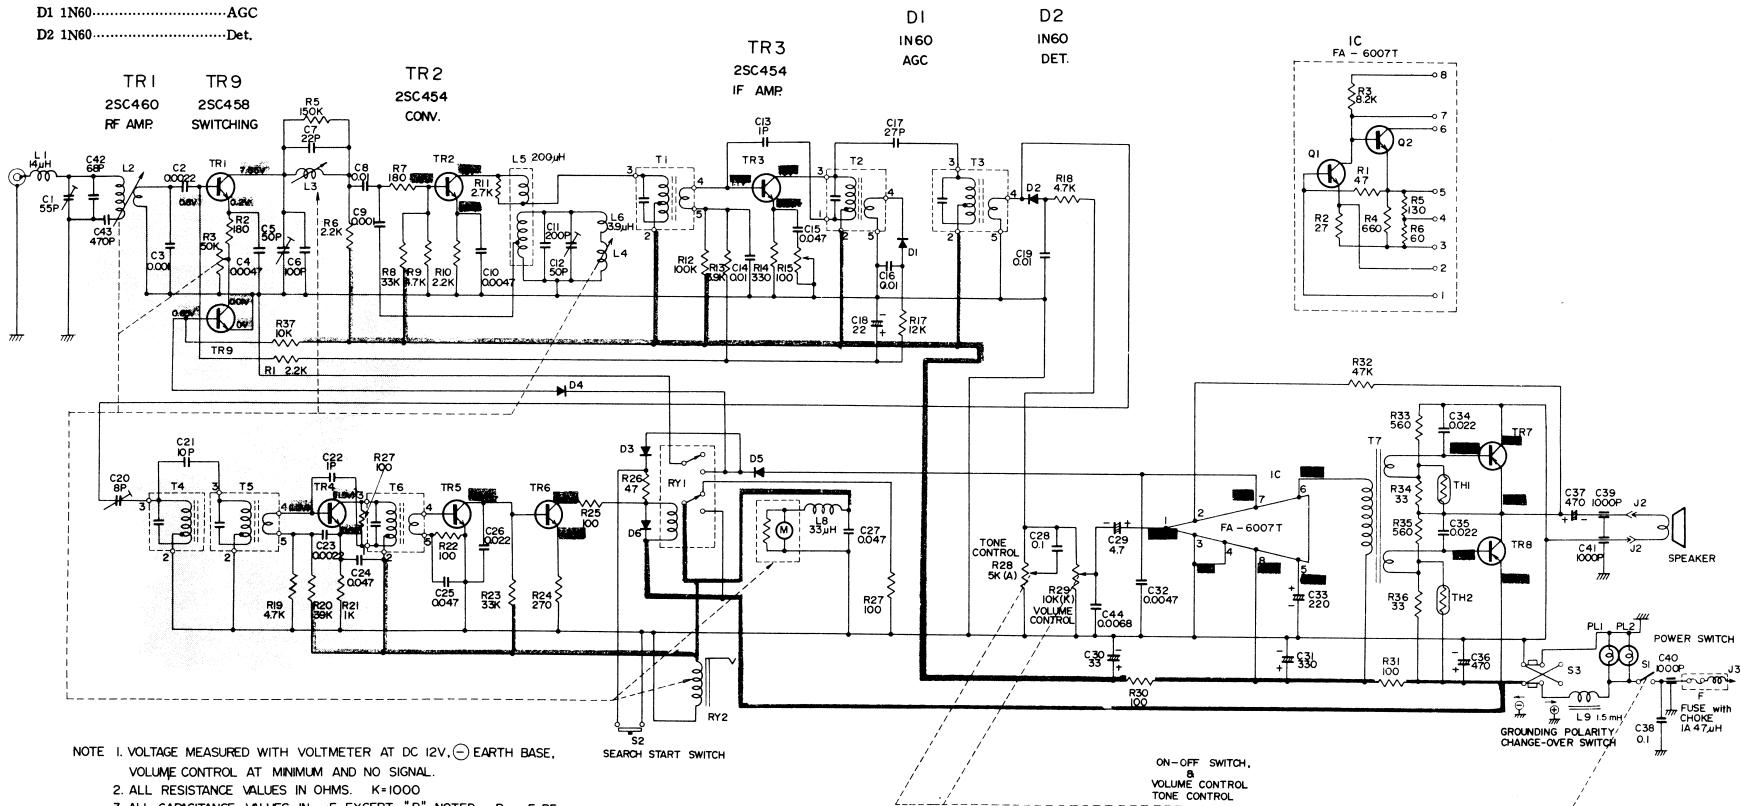 D1 1N60..............................AGC
D2 1N60..............................Det.
D1
1N60
AGC
D2
1N60
DET.
TR1
2SC460
RF AMP.
TR9
2SC458
SWITCHING
TR2
2SC454
CONV.
TR3
2SC454
IF AMP.
IC
FA - 6007T
R3
8.2K
Q1
Q2
R1
47
R2
27
R4
660
R5
130
R6
60
8
7
6
5
4
3
2
1
L1
14μH
C1
55P
C42
68P
C43
470P
L2
C2
0.0022
TR1
C3
0.001
R3
50K
R2
180
C4
0.0047
C5
50P
C6
100P
R5
150K
C7
22P
L3
R6
2.2K
C8
0.01
C9
0.001
R7
180
TR2
R8
33K
R9
4.7K
R10
2.2K
C10
0.0047
R11
2.7K
L5 200μH
C11
200P
C12
50P
L6
3.9μH
L4
T1
R12
100K
C13
1P
TR3
C14
0.01
R14
330
R15
100
C15
0.047
T2
C17
27P
T3
D1
C16
0.01
C18
22
R17
12K
D2
R18
4.7K
C19
0.01
TR9
R37
10K
R1 2.2K
D4
C20
8P
C21
10P
T4
T5
C22
1P
TR4
R27
100
T6
C23
0.0022
C24
0.047
R19
4.7K
R20
39K
R21
1K
TR5
R22
100
C25
0.047
C26
0.022
R23
33K
TR6
R24
270
R25
100
D3
R26
47
D6
RY1
D5
M
L8
33μH
C27
0.047
R27
100
RY2
S2
SEARCH START SWITCH
TONE
CONTROL
R28
5K (A)
C28
0.1
R29
10K(K)
VOLUME
CONTROL
C44
0.0068
C29
4.7
C32
0.0047
IC
FA - 6007T
C33
220
C30
33
C31
330
R30
100
R31
100
R32
47K
T7
R33
560
C34
0.022
TR7
R34
33
TH1
R35
560
C35
0.022
TR8
R36
33
TH2
C37
470
C39
1000P
J2
C41
1000P
J2
SPEAKER
C36
470
S3
PL1
PL2
POWER SWITCH
S1
C40
1000P
J3
F
FUSE with
CHOKE
1A 47μH
L9 1.5mH
C38
0.1
GROUNDING POLARITY
CHANGE-OVER SWITCH
ON-OFF SWITCH,
&
VOLUME CONTROL
TONE CONTROL
NOTE 1. VOLTAGE MEASURED WITH VOLTMETER AT DC 12V, ⊖ EARTH BASE,
VOLUME CONTROL AT MINIMUM AND NO SIGNAL.
2. ALL RESISTANCE VALUES IN OHMS. K=1000